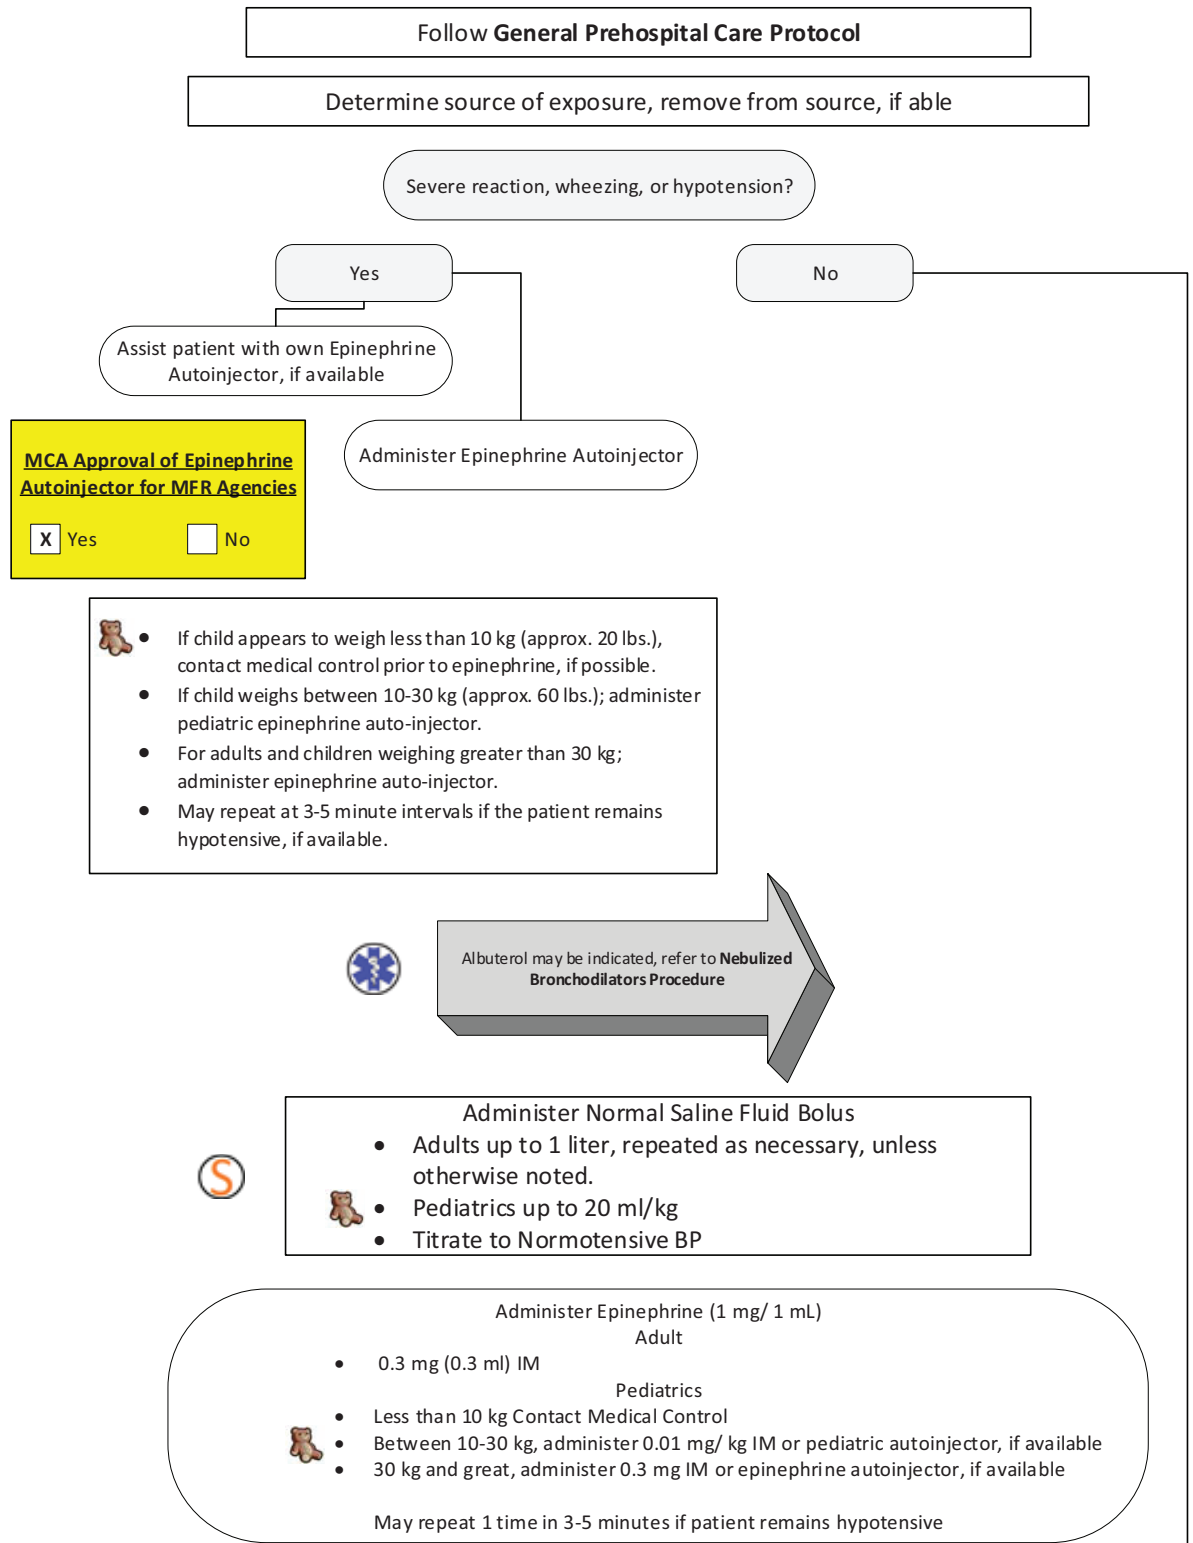 Follow General Prehospital Care Protocol
Determine source of exposure, remove from source, if able
Severe reaction, wheezing, or hypotension?
Yes
No
Assist patient with own Epinephrine
Autoinjector, if available
Administer Epinephrine Autoinjector
MCA Approval of Epinephrine
Autoinjector for MFR Agencies
X Yes
No
• If child appears to weigh less than 10 kg (approx. 20 lbs.),
contact medical control prior to epinephrine, if possible.
• If child weighs between 10-30 kg (approx. 60 lbs.); administer
pediatric epinephrine auto-injector.
• For adults and children weighing greater than 30 kg;
administer epinephrine auto-injector.
• May repeat at 3-5 minute intervals if the patient remains
hypotensive, if available.
Albuterol may be indicated, refer to Nebulized
Bronchodilators Procedure
S
Administer Normal Saline Fluid Bolus
• Adults up to 1 liter, repeated as necessary, unless
otherwise noted.
• Pediatrics up to 20 ml/kg
• Titrate to Normotensive BP
Administer Epinephrine (1 mg/ 1 mL)
Adult
• 0.3 mg (0.3 ml) IM
Pediatrics
• Less than 10 kg Contact Medical Control
• Between 10-30 kg, administer 0.01 mg/ kg IM or pediatric autoinjector, if available
• 30 kg and great, administer 0.3 mg IM or epinephrine autoinjector, if available
May repeat 1 time in 3-5 minutes if patient remains hypotensive